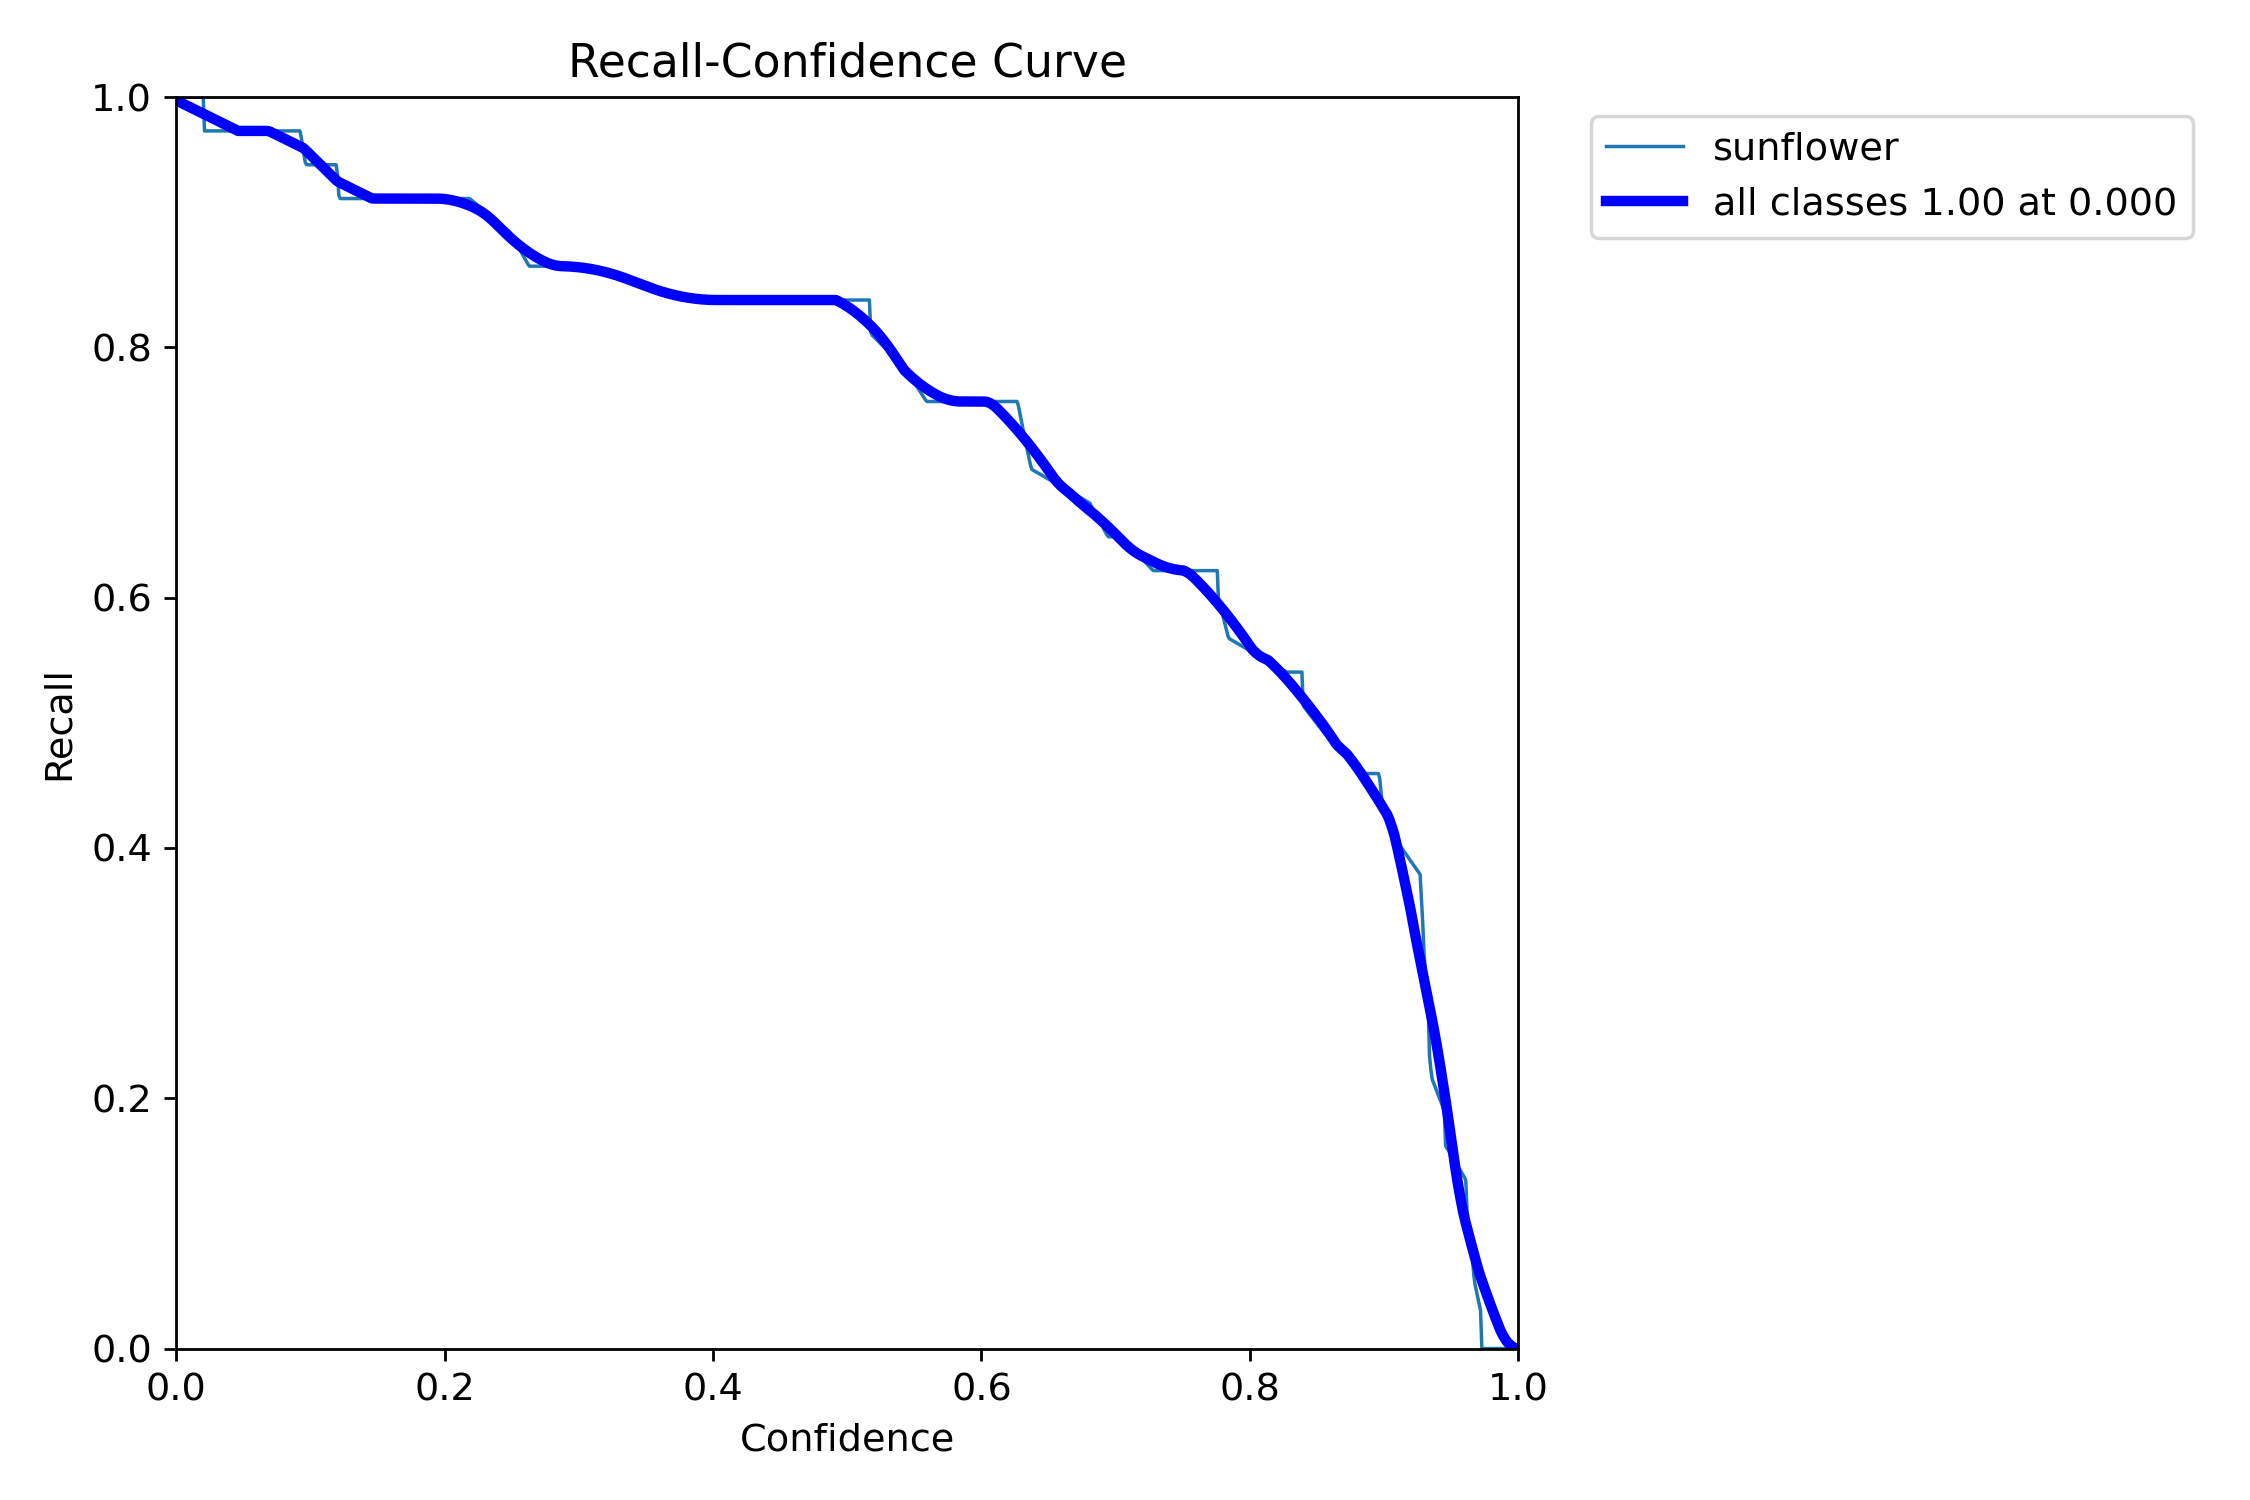 Recall-Confidence Curve
sunflower
all classes 1.00 at 0.000
1.0
0.8
0.6
0.4
0.2
0.0
Recall
0.0 0.2 0.4 0.6 0.8 1.0
Confidence